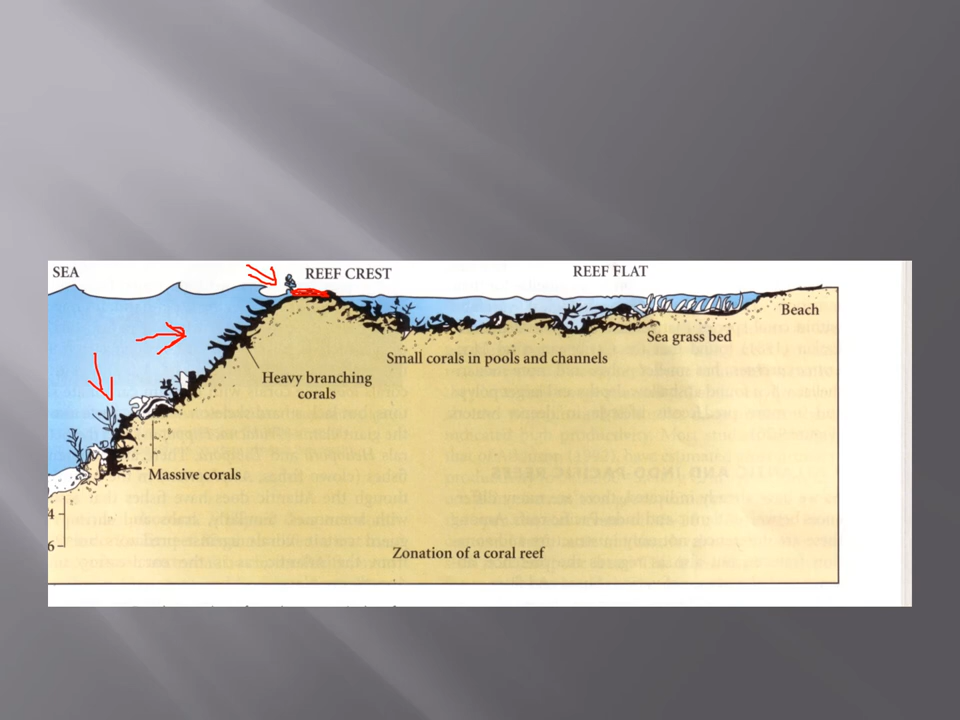 SEA
REEF CREST
REEF FLAT
Beach
Sea grass bed
Small corals in pools and channels
Heavy branching
corals
Massive corals
4
6
Zonation of a coral reef